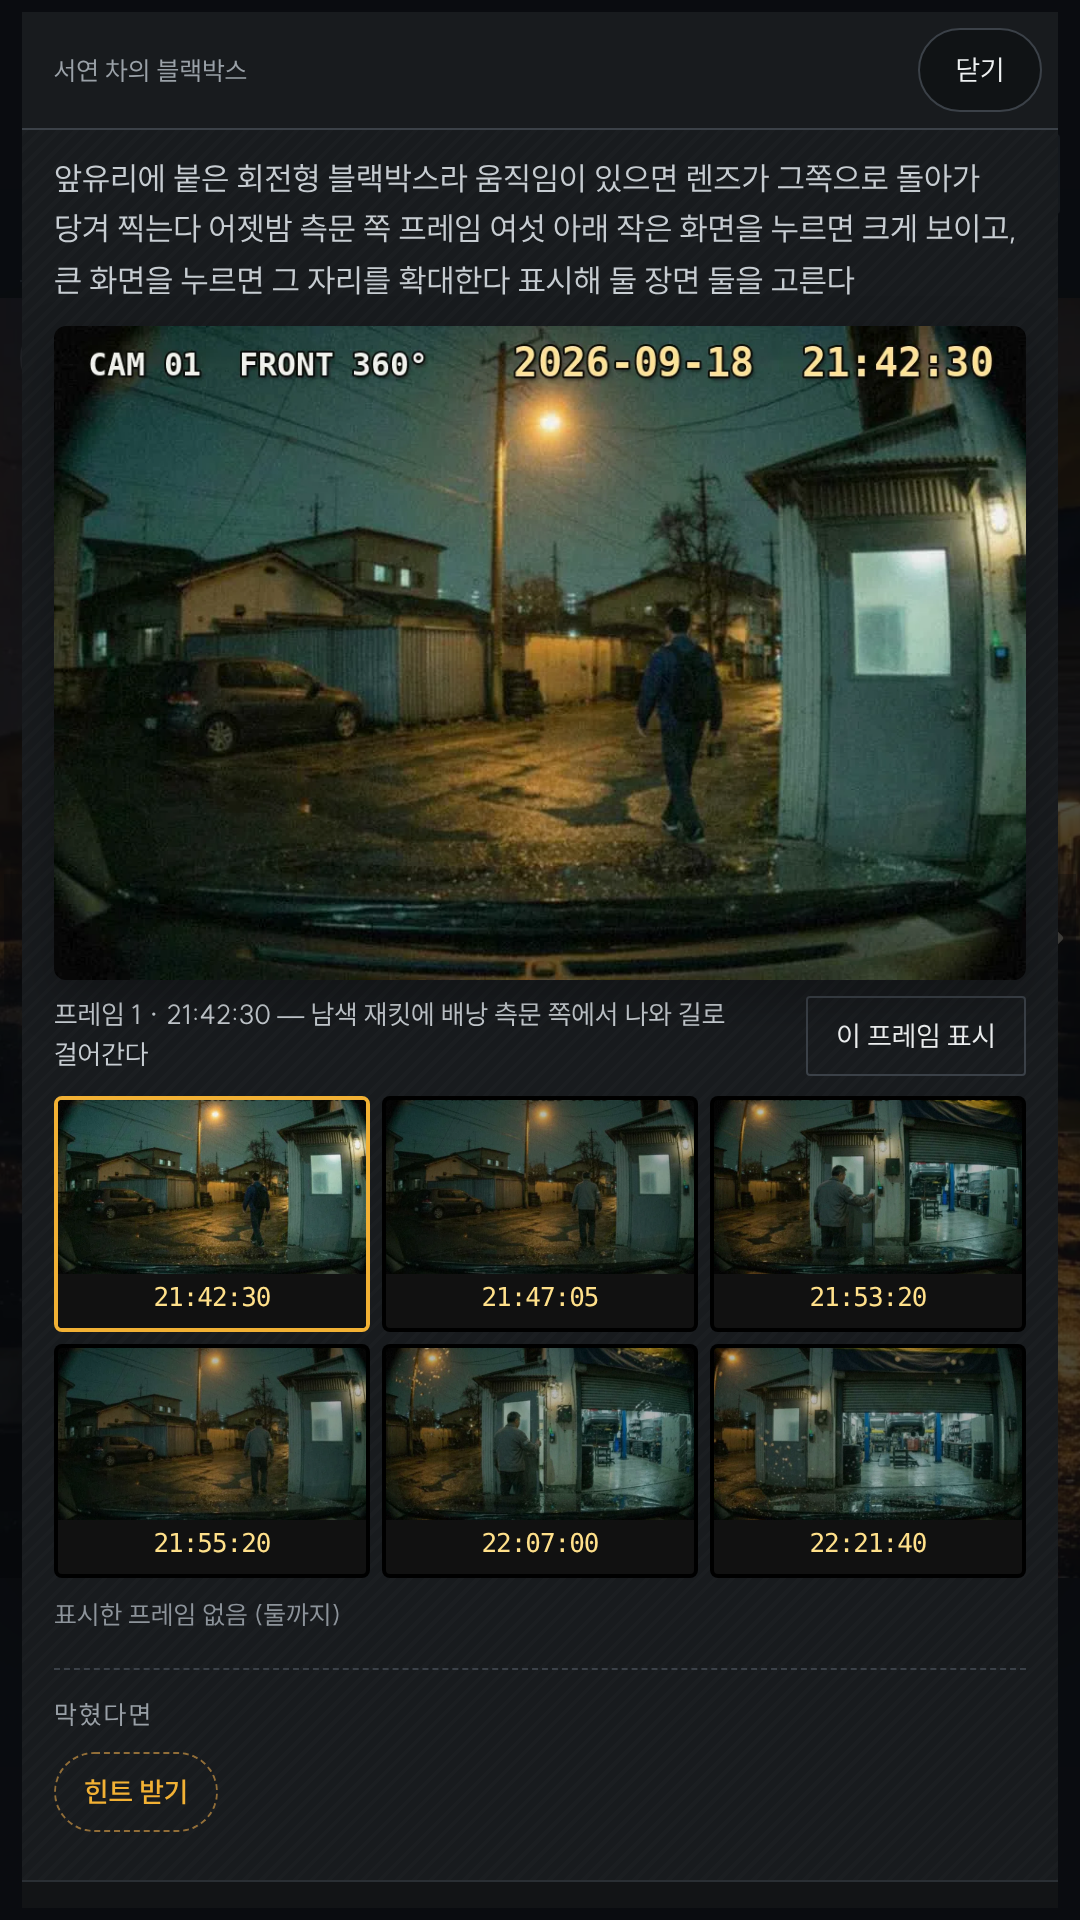 서연 차의 블랙박스
닫기
앞유리에 붙은 회전형 블랙박스라 움직임이 있으면 렌즈가 그쪽으로 돌아가
당겨 찍는다 어젯밤 측문 쪽 프레임 여섯 아래 작은 화면을 누르면 크게 보이고,
큰 화면을 누르면 그 자리를 확대한다 표시해 둘 장면 둘을 고른다
CAM 01 FRONT 360° 2026-09-18 21:42:30
프레임 1 · 21:42:30 — 남색 재킷에 배낭 측문 쪽에서 나와 길로
걸어간다
이 프레임 표시
21:42:30
21:47:05
21:53:20
21:55:20
22:07:00
22:21:40
표시한 프레임 없음 (둘까지)
막혔다면
힌트 받기